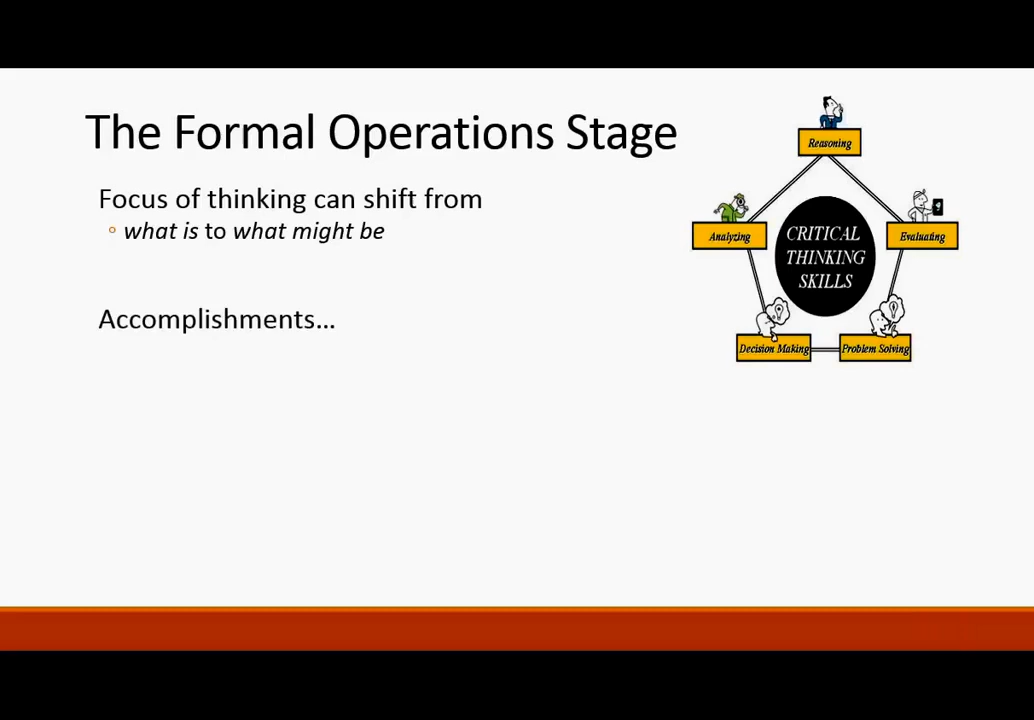 The Formal Operations Stage
Focus of thinking can shift from
what is to what might be
Accomplishments...
Reasoning
Analyzing
CRITICAL
THINKING
SKILLS
Evaluating
Decision Making
Problem Solving